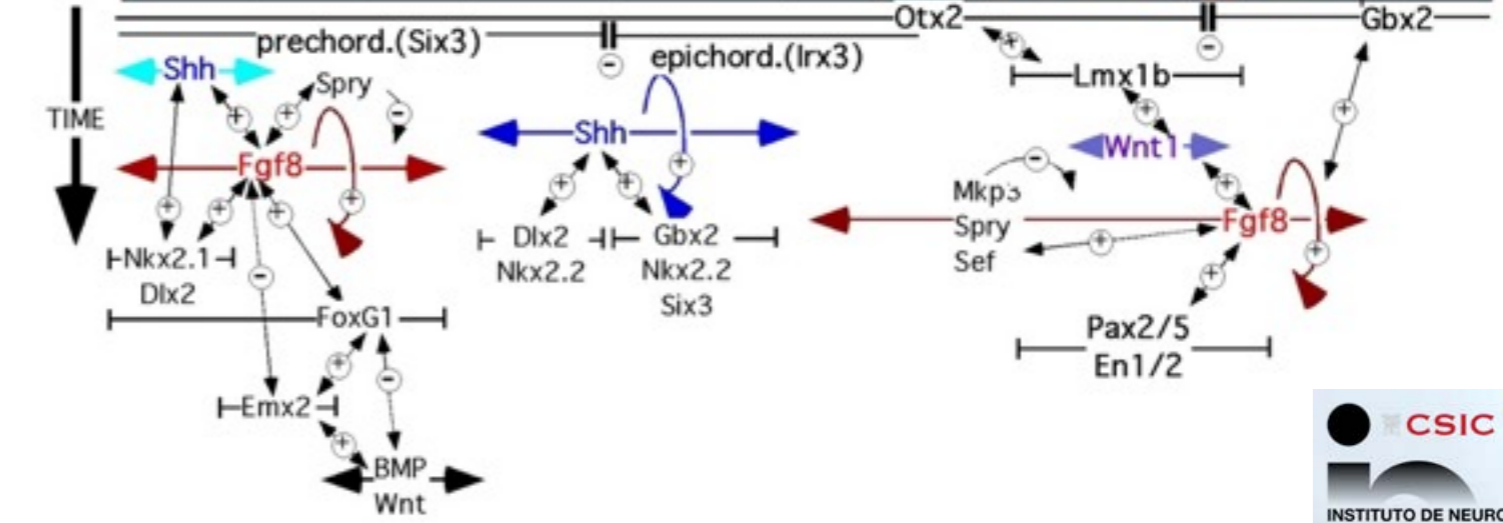 Otx2
Gbx2
prechord.(Six3)
-
epichord.(Irx3)
+
-
Shh
Spry
Lmx1b
TIME
+
+
-
+
+
Shh
Wnt1
Fgf8
+
-
+
+
+
+
+
+
+
Mkp3
Spry
Sef
Fgf8
+
+
+
Nkx2.1
Dlx2
-
Dlx2
Nkx2.2
Gbx2
Nkx2.2
Six3
FoxG1
Pax2/5
En1/2
+
-
Emx2
+
BMP
Wnt
CSIC
in
INSTITUTO DE NEURO